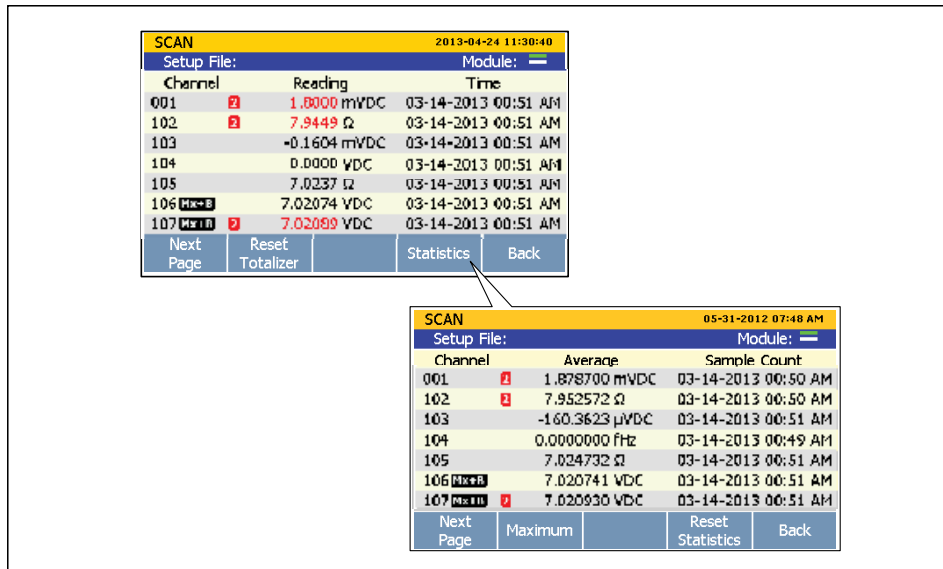 SCAN 2013-04-24 11:30:40
Setup File: Module:
Channel Reading Time
001 2 1.8000 mVDC 03-14-2013 00:51 AM
102 2 7.9449 Ω 03-14-2013 00:51 AM
103 -0.1604 mVDC 03-14-2013 00:51 AM
104 0.0000 VDC 03-14-2013 00:51 AM
105 7.0237 Ω 03-14-2013 00:51 AM
106 Mx+B 7.02074 VDC 03-14-2013 00:51 AM
107 Mx+B 2 7.02089 VDC 03-14-2013 00:51 AM
Next Page Reset Totalizer Statistics Back
SCAN 05-31-2012 07:48 AM
Setup File: Module:
Channel Average Sample Count
001 2 1.878700 mVDC 03-14-2013 00:50 AM
102 2 7.952572 Ω 03-14-2013 00:50 AM
103 -160.3623 µVDC 03-14-2013 00:51 AM
104 0.0000000 fHz 03-14-2013 00:49 AM
105 7.024732 Ω 03-14-2013 00:51 AM
106 Mx+B 7.020741 VDC 03-14-2013 00:51 AM
107 Mx+B 2 7.020930 VDC 03-14-2013 00:51 AM
Next Page Maximum Reset Statistics Back